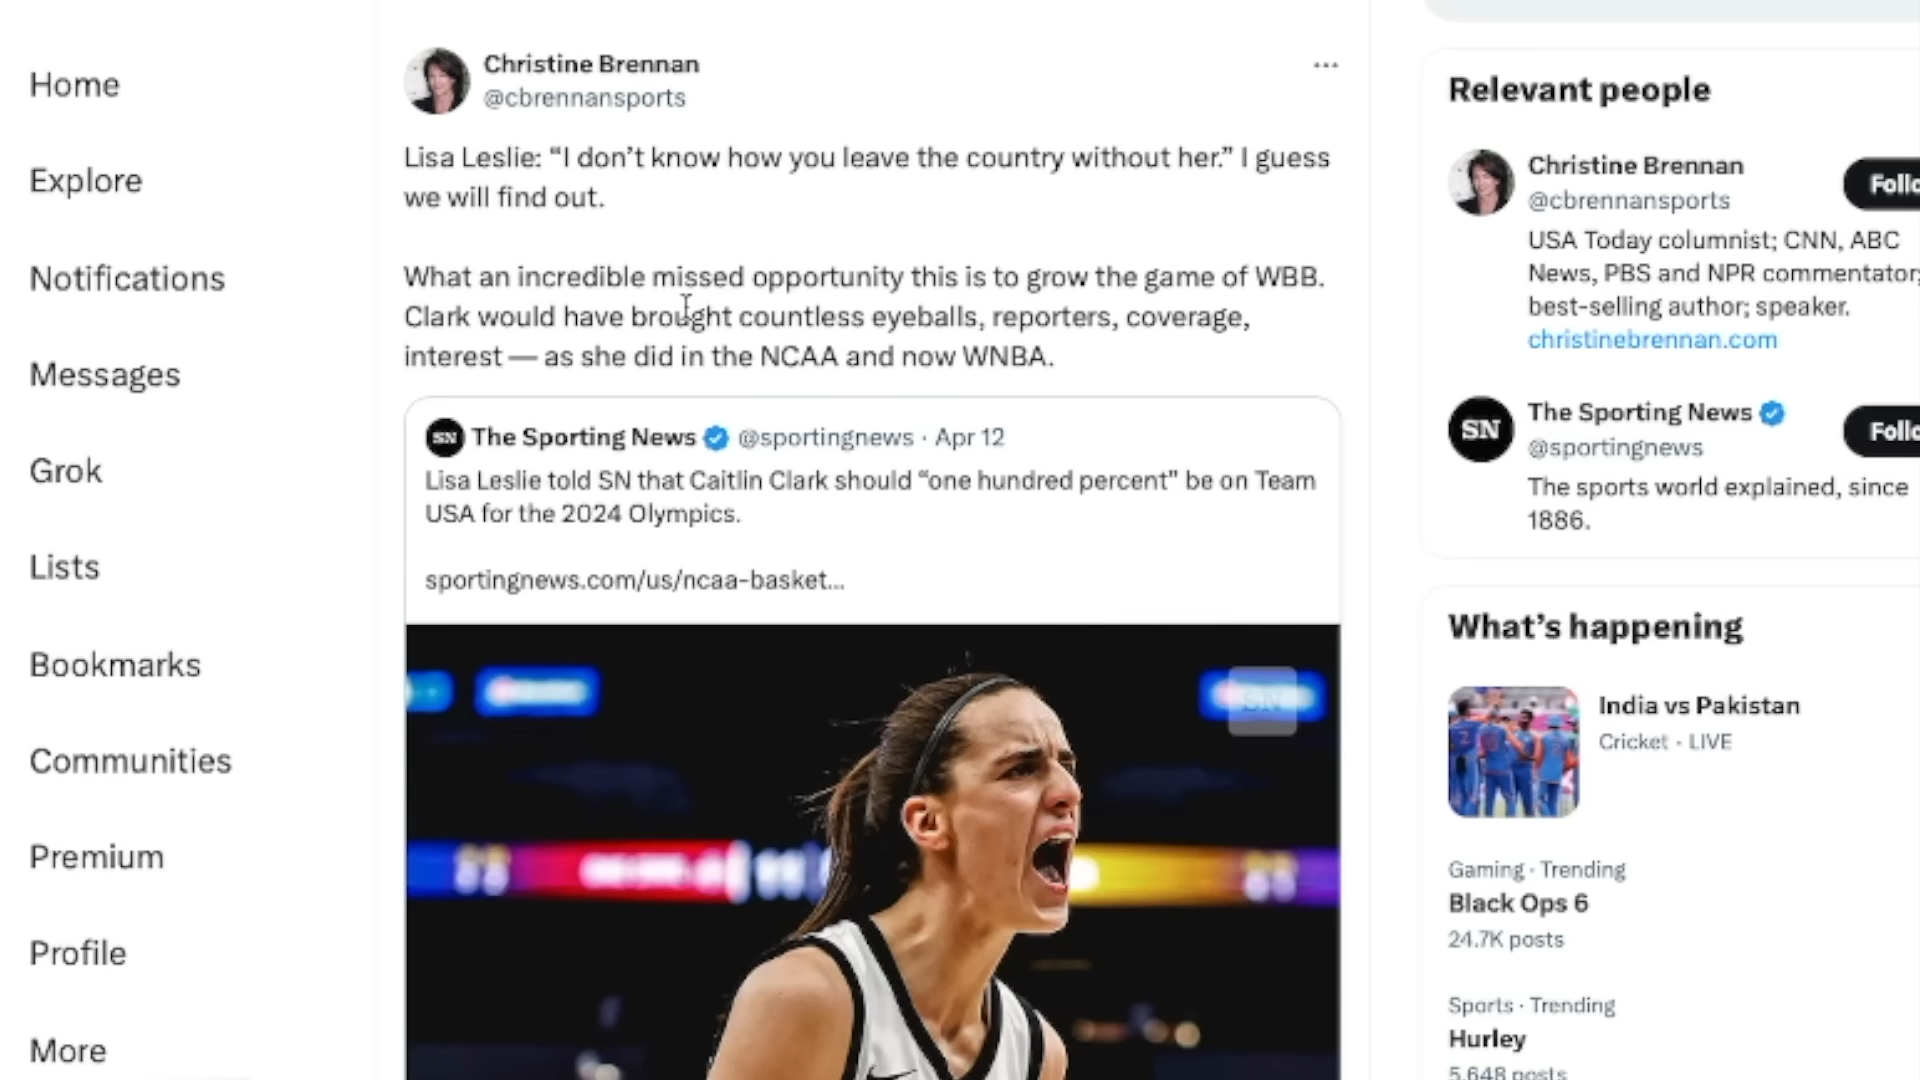 Home
Explore
Notifications
Messages
Grok
Lists
Bookmarks
Communities
Premium
Profile
More
Christine Brennan
@cbrennansports
Lisa Leslie: “I don’t know how you leave the country without her.” I guess
we will find out.
What an incredible missed opportunity this is to grow the game of WBB.
Clark would have brought countless eyeballs, reporters, coverage,
interest — as she did in the NCAA and now WNBA.
SN The Sporting News @sportingnews · Apr 12
Lisa Leslie told SN that Caitlin Clark should “one hundred percent” be on Team
USA for the 2024 Olympics.
sportingnews.com/us/ncaa-basket...
SN
Relevant people
Christine Brennan
@cbrennansports
Follo
USA Today columnist; CNN, ABC
News, PBS and NPR commentator;
best-selling author; speaker.
christinebrennan.com
SN
The Sporting News
@sportingnews
Follo
The sports world explained, since
1886.
What’s happening
India vs Pakistan
Cricket · LIVE
Gaming · Trending
Black Ops 6
24.7K posts
Sports · Trending
Hurley
5,648 posts